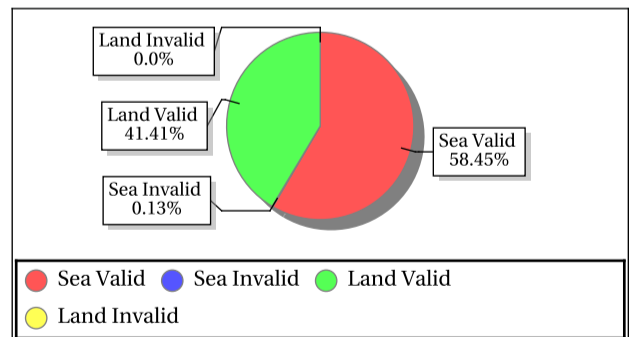 Land Invalid
0.0%
Land Valid
41.41%
Sea Valid
58.45%
Sea Invalid
0.13%
Sea Valid Sea Invalid Land Valid
Land Invalid